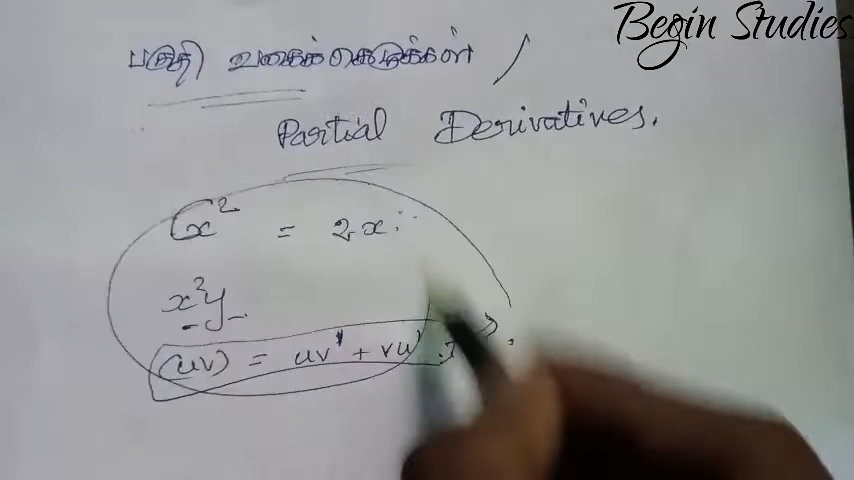 Begin Studies
பகுதி வகைக்கெழுக்கள் /
Partial Derivatives.
x² = 2x
x²y
(uv) = uv' + vu'